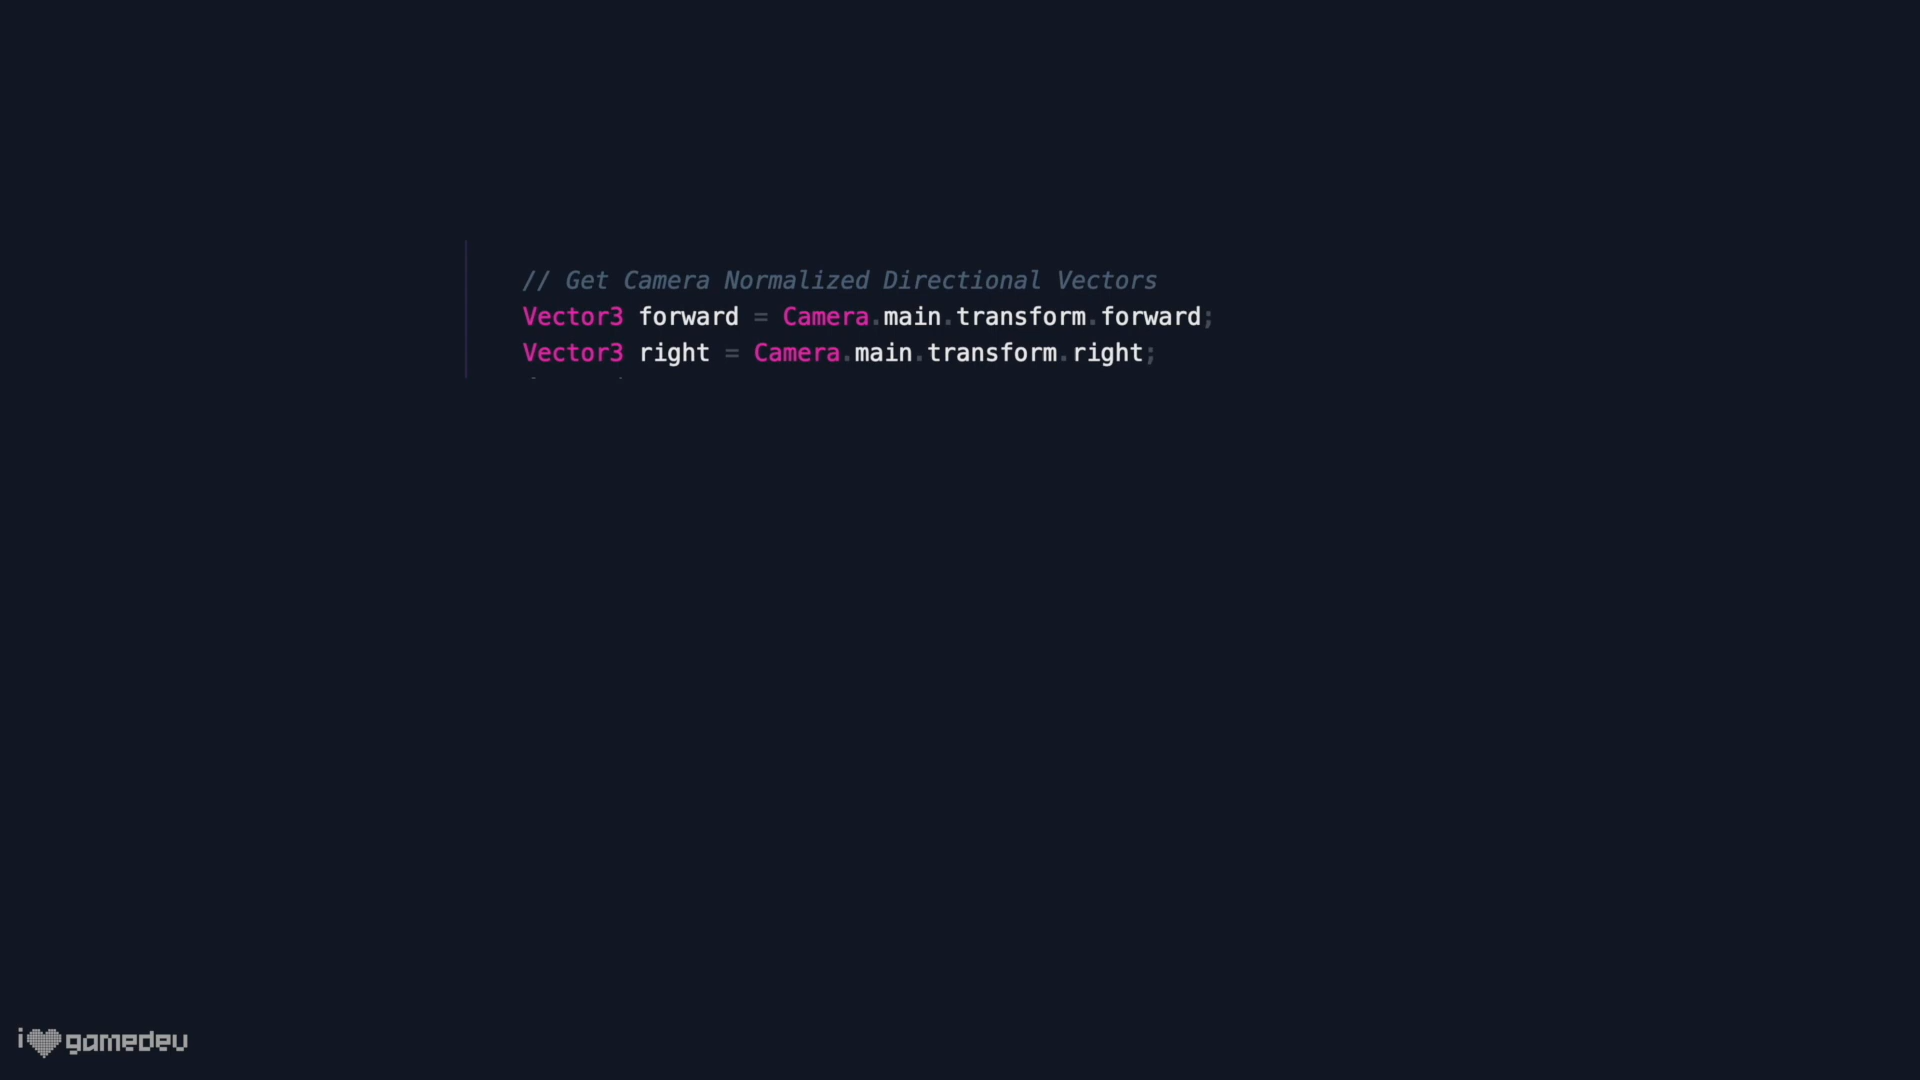 // Get Camera Normalized Directional Vectors
Vector3 forward = Camera.main.transform.forward;
Vector3 right = Camera.main.transform.right;
i gamedev